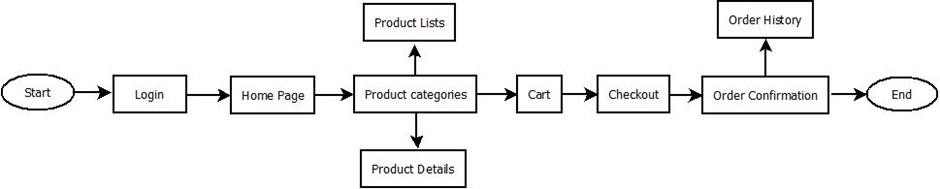 Product Lists
Order History
Start
Login
Home Page
Product categories
Cart
Checkout
Order Confirmation
End
Product Details